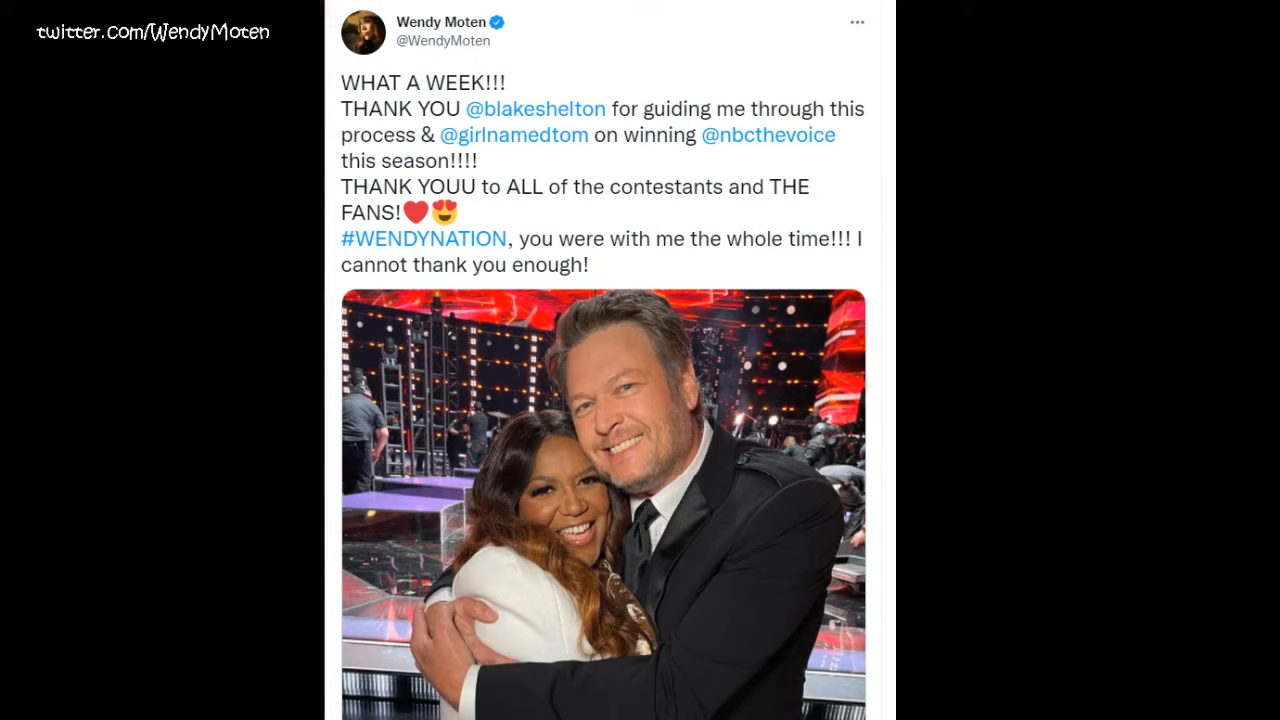 twitter.com/WendyMoten
Wendy Moten
@WendyMoten
WHAT A WEEK!!!
THANK YOU @blakeshelton for guiding me through this
process & @girlnamedtom on winning @nbcthevoice
this season!!!!
THANK YOUU to ALL of the contestants and THE
FANS!❤️😍
#WENDYNATION, you were with me the whole time!!! I
cannot thank you enough!